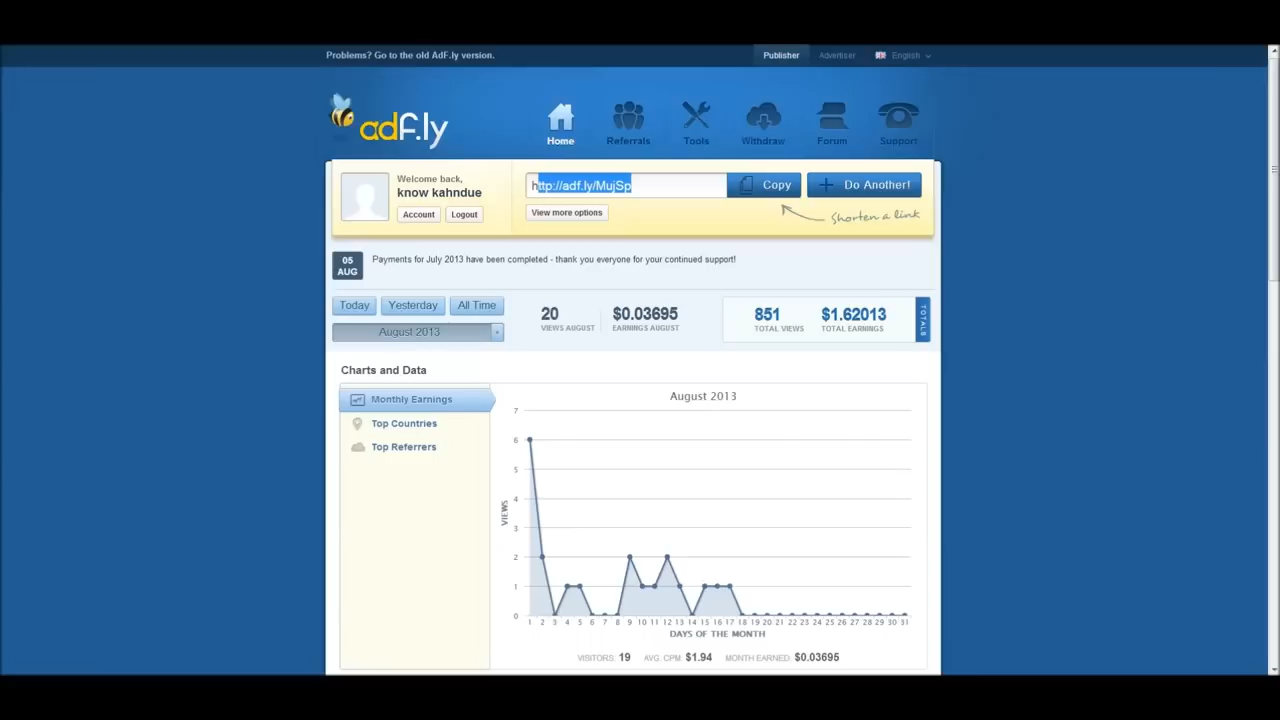 Problems? Go to the old AdF.ly version.
Publisher Advertiser English
adf.ly
Home Referrals Tools Withdraw Forum Support
Welcome back,
know kahndue
Account Logout
http://adf.ly/MujSp
Copy
Do Another!
View more options
Shorten a link
05
AUG
Payments for July 2013 have been completed - thank you everyone for your continued support!
Today Yesterday All Time
August 2013
20
VIEWS AUGUST
$0.03695
EARNINGS AUGUST
851
TOTAL VIEWS
$1.62013
TOTAL EARNINGS
TOTALS
Charts and Data
Monthly Earnings
Top Countries
Top Referrers
August 2013
7
6
5
4
3
2
1
0
VIEWS
1 2 3 4 5 6 7 8 9 10 11 12 13 14 15 16 17 18 19 20 21 22 23 24 25 26 27 28 29 30 31
DAYS OF THE MONTH
VISITORS: 19 AVG. CPM: $1.94 MONTH EARNED: $0.03695